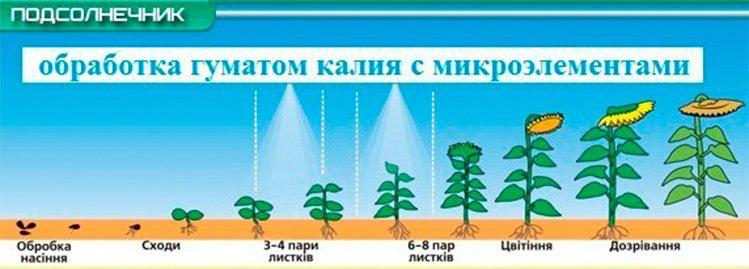 ПОДСОЛНЕЧНИК
обработка гуматом калия с микроэлементами
Обробка
насіння
Сходи
3–4 пари
листків
6–8 пар
листків
Цвітіння
Дозрівання